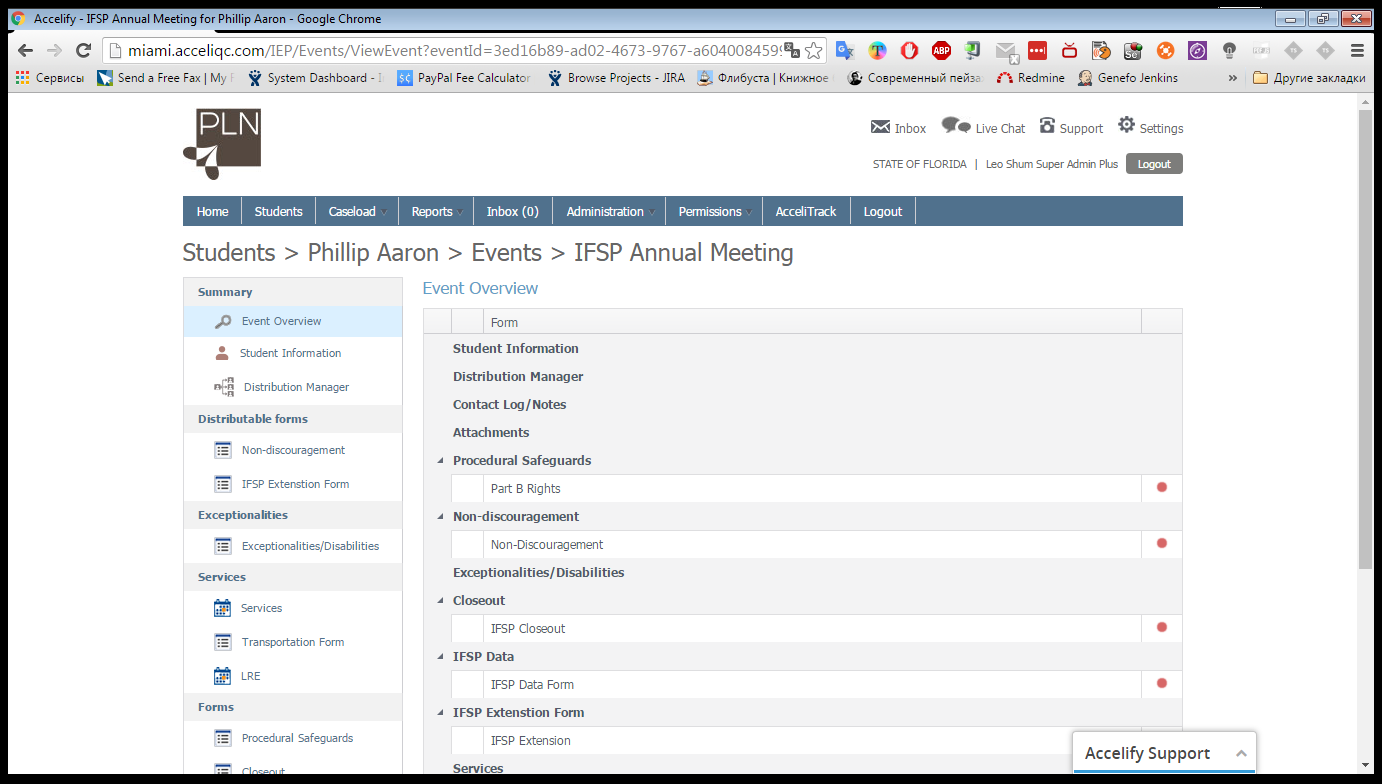 Accelify - IFSP Annual Meeting for Phillip Aaron - Google Chrome
miami.acceliqc.com/IEP/Events/ViewEvent?eventId=3ed16b89-ad02-4673-9767-a60400845
ABP
Сервисы Send a Free Fax | My System Dashboard - PayPal Fee Calculator Browse Projects - JIRA Флибуста | Книжное Современный пейза Redmine Genefo Jenkins » Другие закладки
PLN
Inbox Live Chat Support Settings
STATE OF FLORIDA | Leo Shum Super Admin Plus Logout
Home Students Caseload Reports Inbox (0) Administration Permissions AcceliTrack Logout
Students > Phillip Aaron > Events > IFSP Annual Meeting
Summary
Event Overview
Student Information
Distribution Manager
Distributable forms
Non-discouragement
IFSP Extenstion Form
Exceptionalities
Exceptionalities/Disabilities
Services
Services
Transportation Form
LRE
Forms
Procedural Safeguards
Closeout
Event Overview
Form
Student Information
Distribution Manager
Contact Log/Notes
Attachments
Procedural Safeguards
Part B Rights
Non-discouragement
Non-Discouragement
Exceptionalities/Disabilities
Closeout
IFSP Closeout
IFSP Data
IFSP Data Form
IFSP Extenstion Form
IFSP Extension
Services
Accelify Support